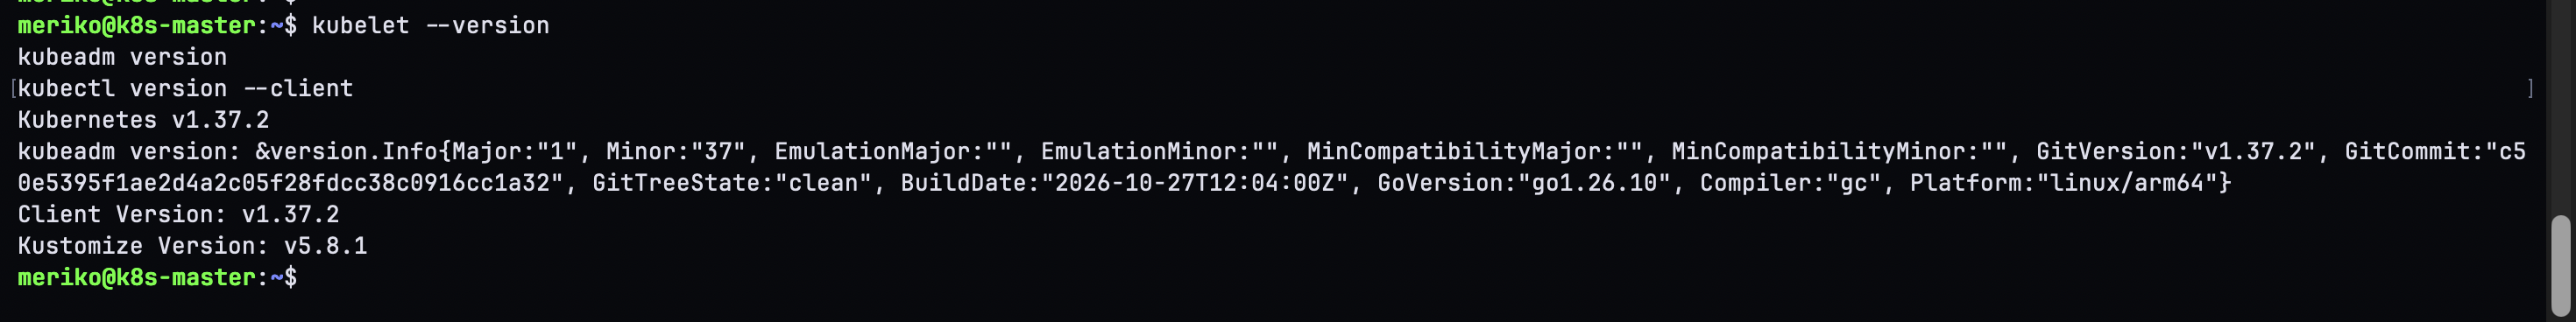 meriko@k8s-master:~$ kubelet --version
kubeadm version
[kubectl version --client ]
Kubernetes v1.37.2
kubeadm version: &version.Info{Major:"1", Minor:"37", EmulationMajor:"", EmulationMinor:"", MinCompatibilityMajor:"", MinCompatibilityMinor:"", GitVersion:"v1.37.2", GitCommit:"c5
0e5395f1ae2d4a2c05f28fdcc38c0916cc1a32", GitTreeState:"clean", BuildDate:"2026-10-27T12:04:00Z", GoVersion:"go1.26.10", Compiler:"gc", Platform:"linux/arm64"}
Client Version: v1.37.2
Kustomize Version: v5.8.1
meriko@k8s-master:~$